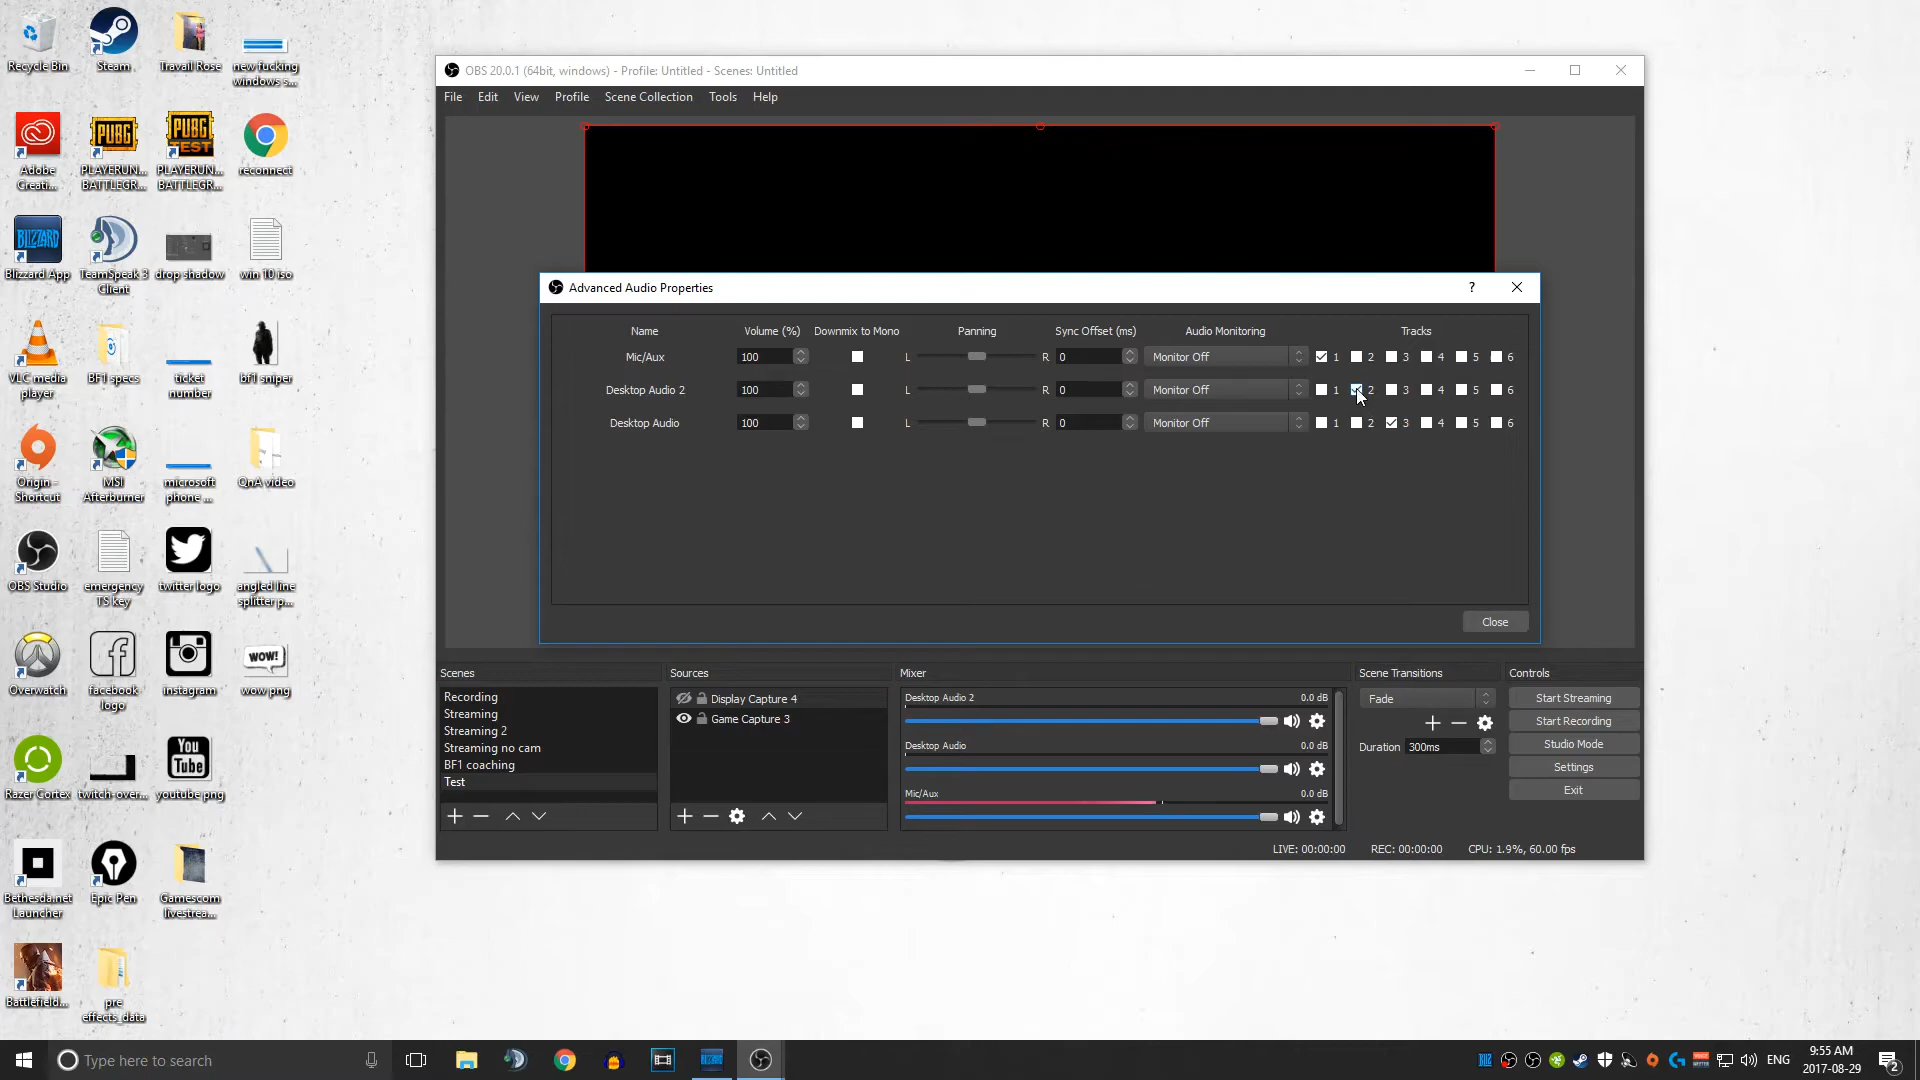 Recycle Bin
Steam
Travail Rose
new fucking
windows s...
Adobe
Creati...
PUBG
PLAYERUN...
BATTLEGR...
PUBG
TEST
PLAYERUN...
BATTLEGR...
reconnect
BLIZZARD
Blizzard App
TeamSpeak 3
Client
drop shadow
win 10 iso
VLC media
player
BF1 specs
ticket
number
bf1 sniper
Origin -
Shortcut
MSI
Afterburner
microsoft
phone ...
QnA video
OBS Studio
emergency
TS key
twitter logo
angled line
splitter p...
Overwatch
facebook
logo
instagram
WOW!
wow png
Razer Cortex
twitch-over...
You
Tube
youtube png
Bethesda.net
Launcher
Epic Pen
Gamescom
livestrea...
Battlefield...
pre
effects_data
OBS 20.0.1 (64bit, windows) - Profile: Untitled - Scenes: Untitled
File Edit View Profile Scene Collection Tools Help
Advanced Audio Properties
?
Name Volume (%) Downmix to Mono Panning Sync Offset (ms) Audio Monitoring Tracks
Mic/Aux 100 L R 0 Monitor Off 1 2 3 4 5 6
Desktop Audio 2 100 L R 0 Monitor Off 1 2 3 4 5 6
Desktop Audio 100 L R 0 Monitor Off 1 2 3 4 5 6
Close
Scenes
Recording
Streaming
Streaming 2
Streaming no cam
BF1 coaching
Test
Sources
Display Capture 4
Game Capture 3
Mixer
Desktop Audio 2 0.0 dB
Desktop Audio 0.0 dB
Mic/Aux 0.0 dB
Scene Transitions
Fade
Duration 300ms
Controls
Start Streaming
Start Recording
Studio Mode
Settings
Exit
LIVE: 00:00:00 REC: 00:00:00 CPU: 1.9%, 60.00 fps
Type here to search
ENG
9:55 AM
2017-08-29
2